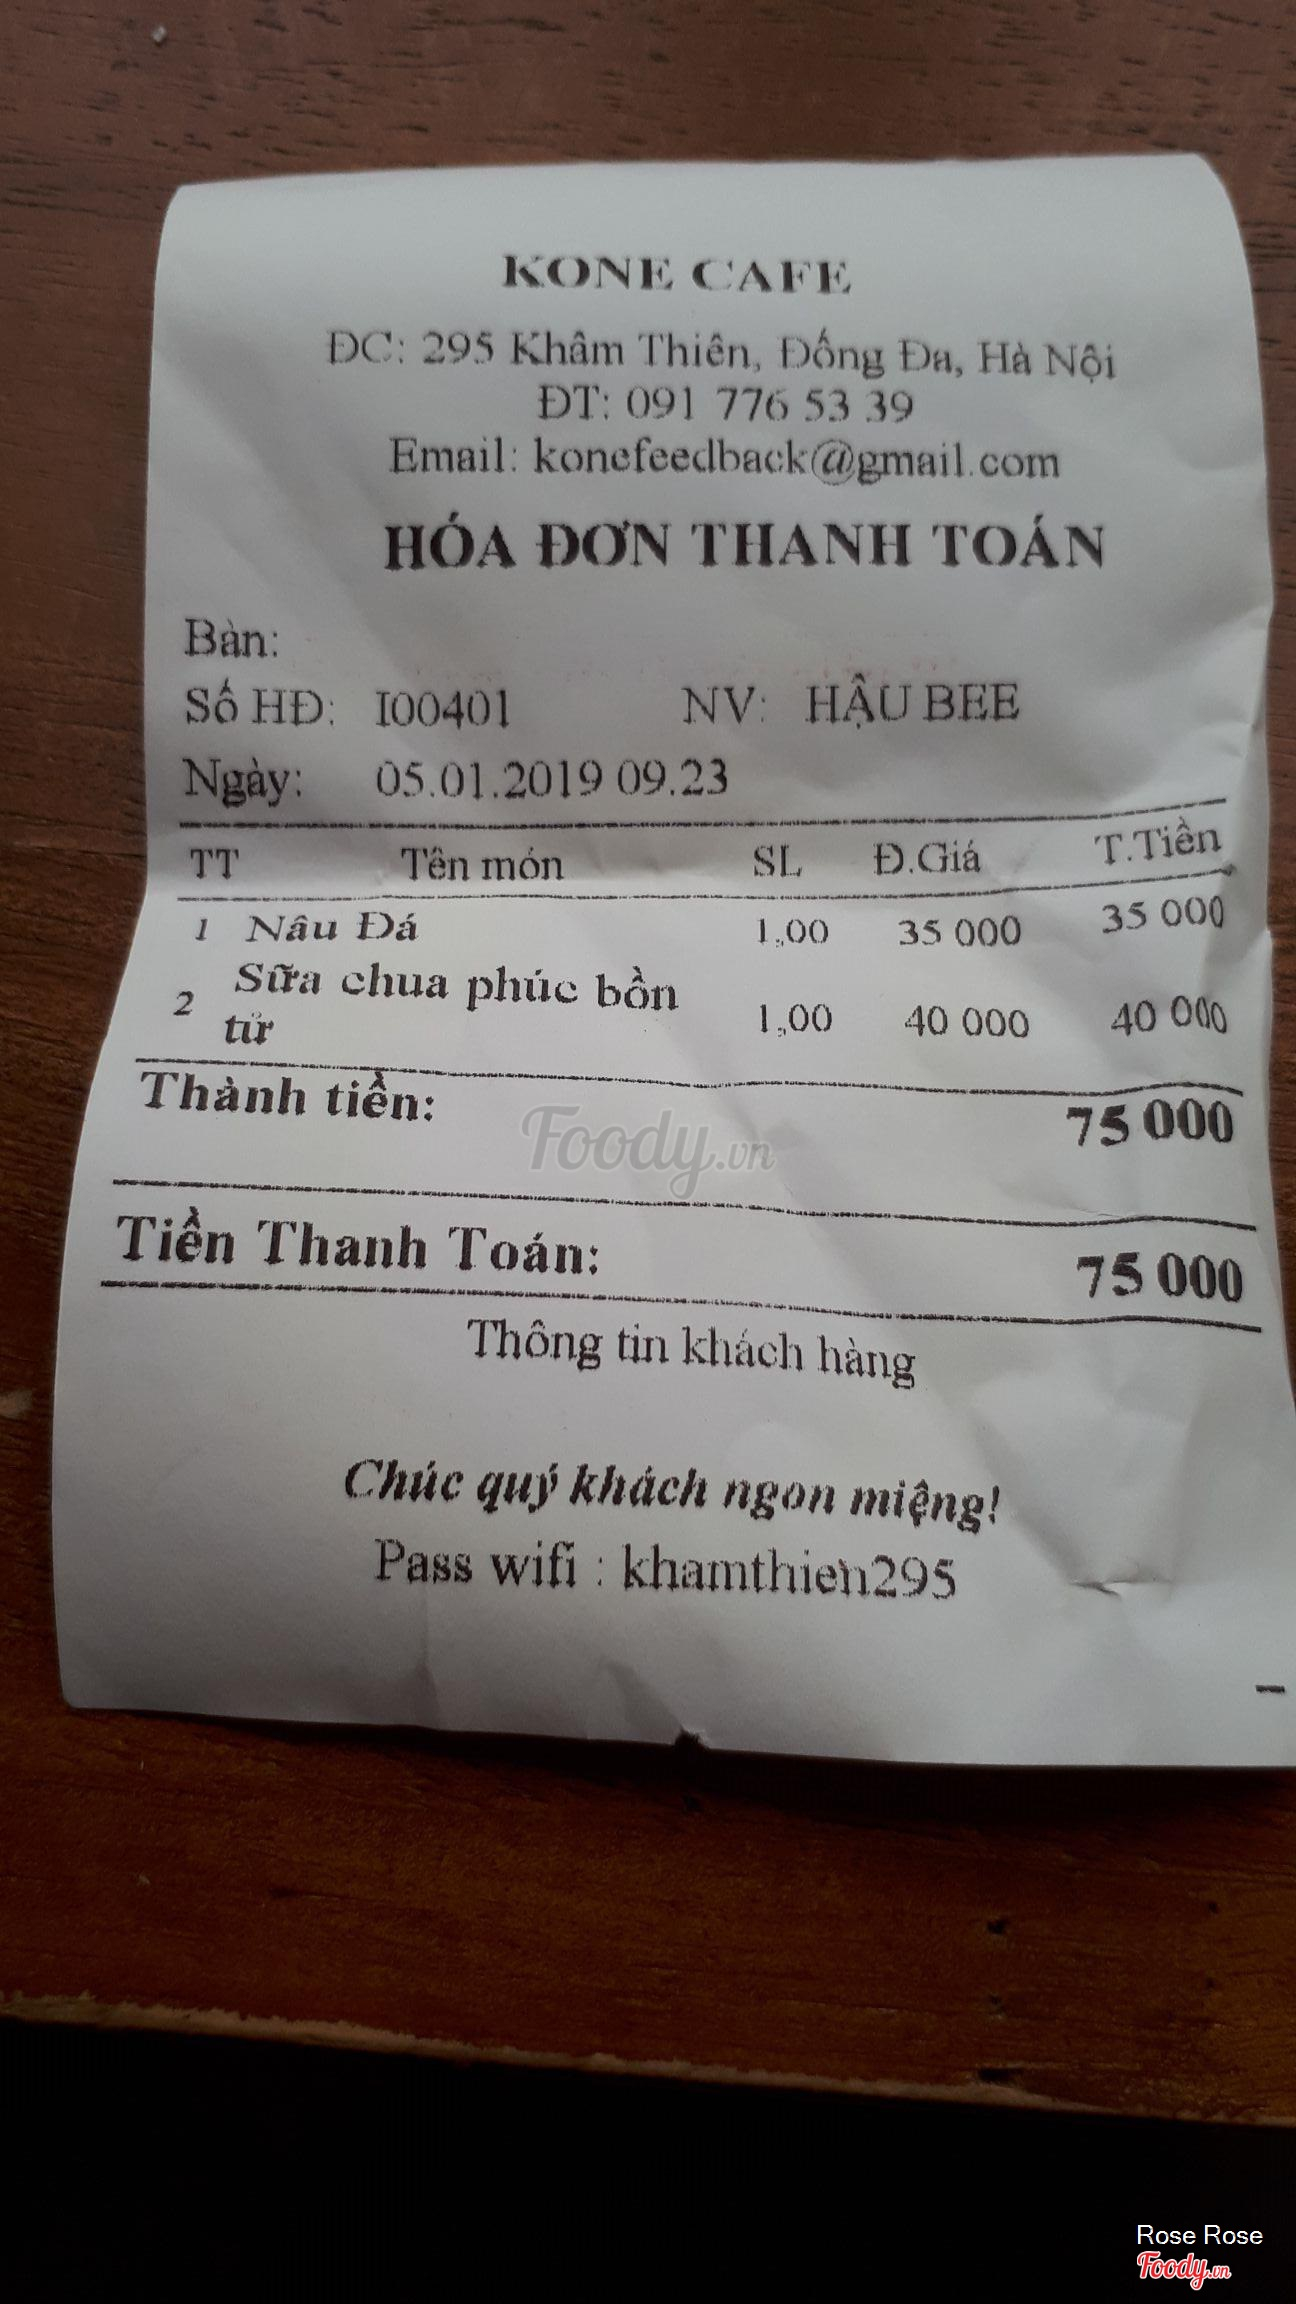 KONE CAFE
ĐC: 295 Khâm Thiên, Đống Đa, Hà Nội
ĐT: 091 776 53 39
Email: konefeedback@gmail.com
HÓA ĐƠN THANH TOÁN
Bàn:
Số HĐ: I00401 NV: HẬU BEE
Ngày: 05.01.2019 09.23
TT Tên món SL Đ.Giá T.Tiền
1 Nâu Đá 1,00 35 000 35 000
2 Sữa chua phúc bồn tử 1,00 40 000 40 000
Thành tiền: 75 000
Foody.vn
Tiền Thanh Toán: 75 000
Thông tin khách hàng
Chúc quý khách ngon miệng!
Pass wifi : khamthien295
Rose Rose
Foody.vn